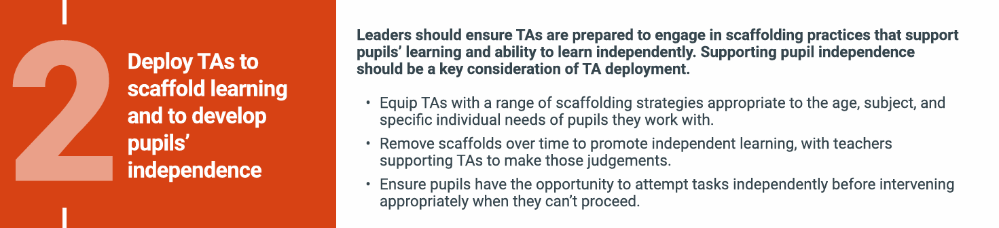 2
Deploy TAs to
scaffold learning
and to develop
pupils’
independence
Leaders should ensure TAs are prepared to engage in scaffolding practices that support
pupils’ learning and ability to learn independently. Supporting pupil independence
should be a key consideration of TA deployment.
• Equip TAs with a range of scaffolding strategies appropriate to the age, subject, and
specific individual needs of pupils they work with.
• Remove scaffolds over time to promote independent learning, with teachers
supporting TAs to make those judgements.
• Ensure pupils have the opportunity to attempt tasks independently before intervening
appropriately when they can’t proceed.